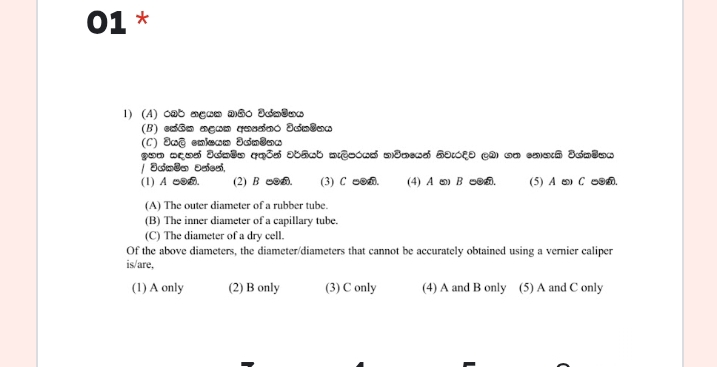 01 *
1) (A) රබර් නළයක බාහිර විශ්කම්භය
(B) කේශික නළයක අභ්‍යන්තර විශ්කම්භය
(C) වියළි කෝෂයක විශ්කම්භය
ඉහත සඳහන් විශ්කම්භ අතුරින් වර්නියර් කැලිපරයක් භාවිතයෙන් නිවැරදිව ලබා ගත නොහැකි විශ්කම්භය
/ විශ්කම්භ වන්නේ,
(1) A පමණි. (2) B පමණි. (3) C පමණි. (4) A හා B පමණි. (5) A හා C පමණි.
(A) The outer diameter of a rubber tube.
(B) The inner diameter of a capillary tube.
(C) The diameter of a dry cell.
Of the above diameters, the diameter/diameters that cannot be accurately obtained using a vernier caliper
is/are,
(1) A only (2) B only (3) C only (4) A and B only (5) A and C only